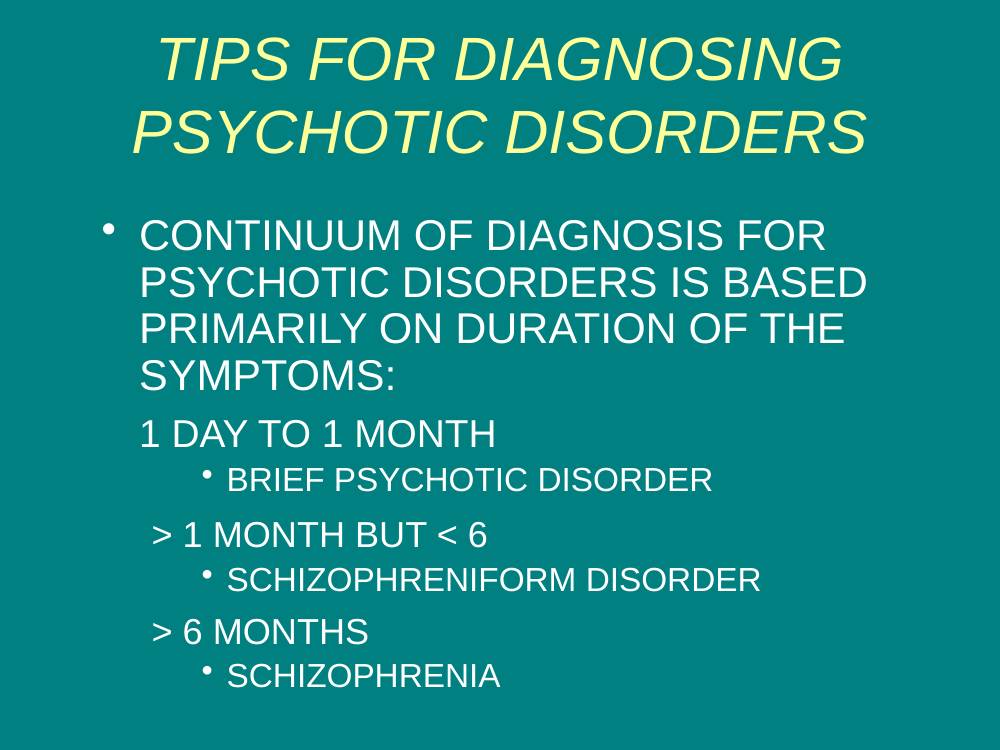 TIPS FOR DIAGNOSING
PSYCHOTIC DISORDERS
• CONTINUUM OF DIAGNOSIS FOR
PSYCHOTIC DISORDERS IS BASED
PRIMARILY ON DURATION OF THE
SYMPTOMS:
1 DAY TO 1 MONTH
• BRIEF PSYCHOTIC DISORDER
> 1 MONTH BUT < 6
• SCHIZOPHRENIFORM DISORDER
> 6 MONTHS
• SCHIZOPHRENIA